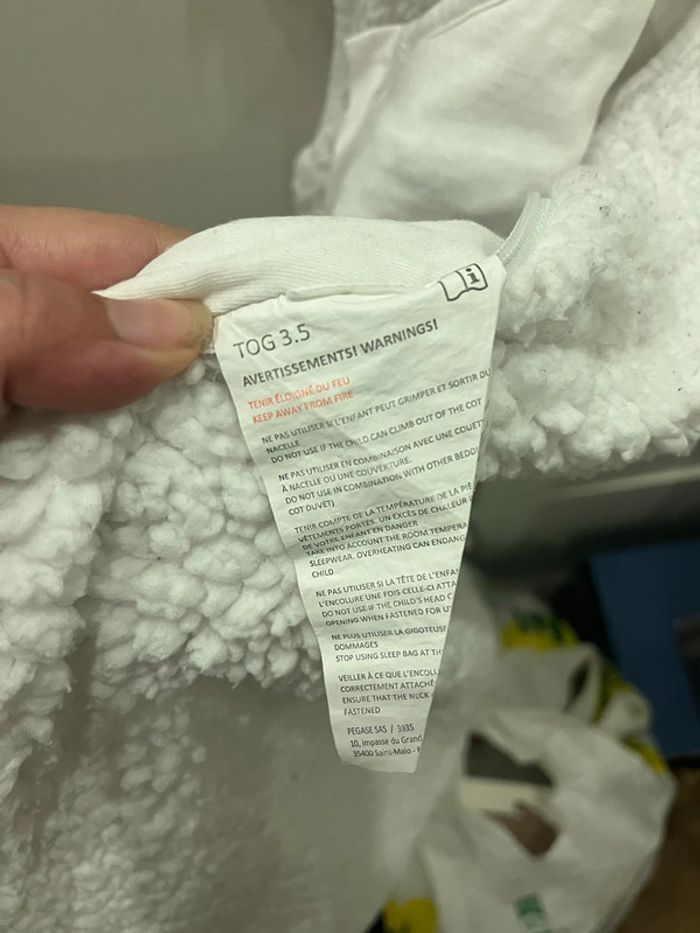 TOG 3.5
AVERTISSEMENTS! WARNINGS!
TENIR ÉLOIGNÉ DU FEU
KEEP AWAY FROM FIRE
NE PAS UTILISER SI L'ENFANT PEUT GRIMPER ET SORTIR DU
NACELLE
DO NOT USE IF THE CHILD CAN CLIMB OUT OF THE COT
NE PAS UTILISER EN COMBINAISON AVEC UNE COUET
À NACELLE OU UNE COUVERTURE.
DO NOT USE IN COMBINATION WITH OTHER BEDD
COT DUVET)
TENIR COMPTE DE LA TEMPÉRATURE DE LA PIÈ
VÊTEMENTS PORTÉS. UN EXCÈS DE CHALEUR
DE VOTRE ENFANT EN DANGER
TAKE INTO ACCOUNT THE ROOM TEMPERA
SLEEPWEAR. OVERHEATING CAN ENDANG
CHILD
NE PAS UTILISER SI LA TÊTE DE L'ENFA
L'ENCOLURE UNE FOIS CELLE-CI ATTA
DO NOT USE IF THE CHILD'S HEAD C
OPENING WHEN FASTENED FOR U
NE PLUS UTILISER LA GIGOTEUSE
DOMMAGES
STOP USING SLEEP BAG AT TH
VEILLER À CE QUE L'ENCOLU
CORRECTEMENT ATTACHÉ
ENSURE THAT THE NECK
FASTENED
PEGASE SAS / 3935
10, impasse du Grand
35400 Saint-Malo - F